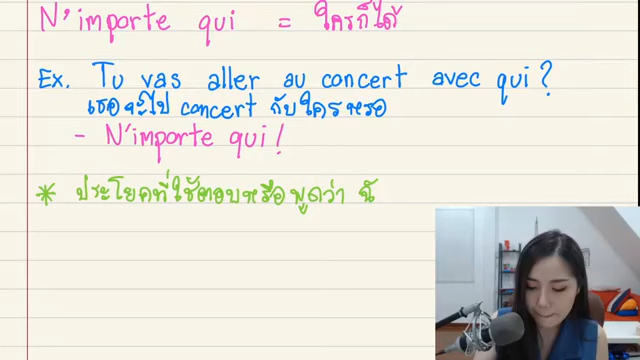 N'importe qui = ใครก็ได้
Ex. Tu vas aller au concert avec qui?
เธอจะไป concert กับใครหรอ
- N'importe qui!
* ประโยคที่ใช้ตอบหรือพูดว่า ฉั